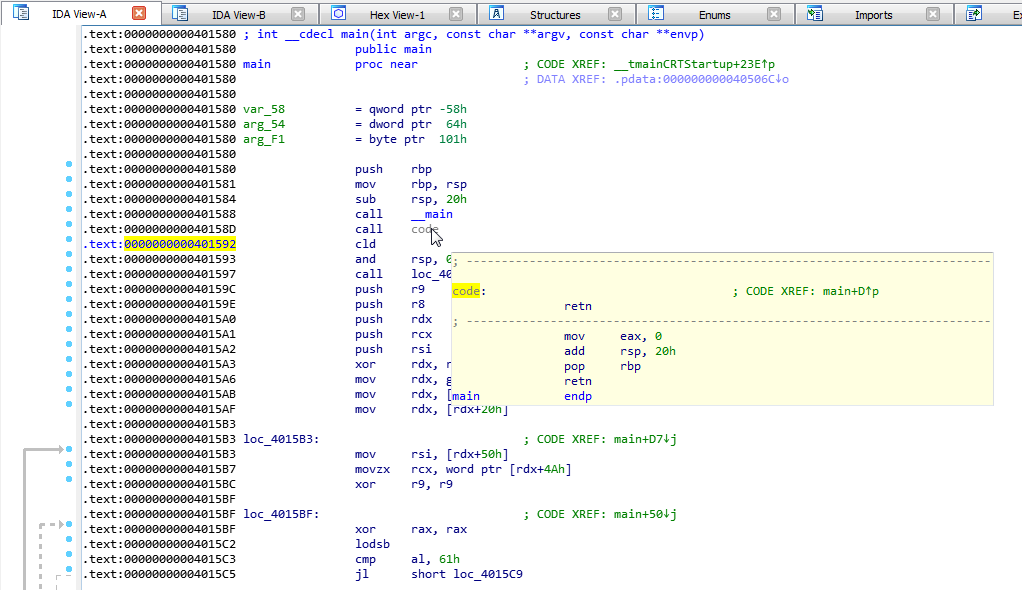 IDA View-A IDA View-B Hex View-1 Structures Enums Imports Ex
.text:0000000000401580 ; int __cdecl main(int argc, const char **argv, const char **envp)
.text:0000000000401580 public main
.text:0000000000401580 main proc near ; CODE XREF: __tmainCRTStartup+23E↑p
.text:0000000000401580 ; DATA XREF: .pdata:000000000040506C↓o
.text:0000000000401580
.text:0000000000401580 var_58 = qword ptr -58h
.text:0000000000401580 arg_54 = dword ptr 64h
.text:0000000000401580 arg_F1 = byte ptr 101h
.text:0000000000401580
.text:0000000000401580 push rbp
.text:0000000000401581 mov rbp, rsp
.text:0000000000401584 sub rsp, 20h
.text:0000000000401588 call __main
.text:000000000040158D call code
.text:0000000000401592 cld
.text:0000000000401593 and rsp, 0
.text:0000000000401597 call loc_40
.text:000000000040159C push r9
.text:000000000040159E push r8
.text:00000000004015A0 push rdx
.text:00000000004015A1 push rcx
.text:00000000004015A2 push rsi
.text:00000000004015A3 xor rdx, r
.text:00000000004015A6 mov rdx, g
.text:00000000004015AB mov rdx, [
.text:00000000004015AF mov rdx, [rdx+20h]
.text:00000000004015B3
.text:00000000004015B3 loc_4015B3: ; CODE XREF: main+D7↓j
.text:00000000004015B3 mov rsi, [rdx+50h]
.text:00000000004015B7 movzx rcx, word ptr [rdx+4Ah]
.text:00000000004015BC xor r9, r9
.text:00000000004015BF
.text:00000000004015BF loc_4015BF: ; CODE XREF: main+50↓j
.text:00000000004015BF xor rax, rax
.text:00000000004015C2 lodsb
.text:00000000004015C3 cmp al, 61h
.text:00000000004015C5 jl short loc_4015C9
; ---------------------------------------------------------------------------
code: ; CODE XREF: main+D↑p
retn
; ---------------------------------------------------------------------------
mov eax, 0
add rsp, 20h
pop rbp
retn
main endp